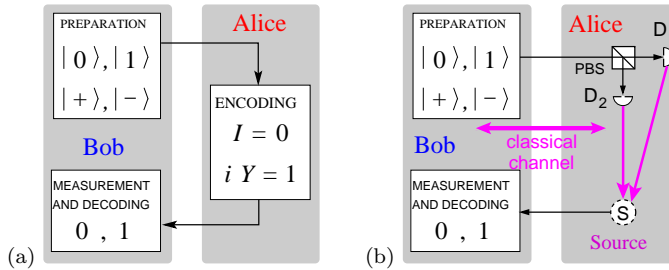 Alice
PREPARATION
| 0 ⟩, | 1 ⟩
| + ⟩, | − ⟩
ENCODING
I = 0
i Y = 1
Bob
MEASUREMENT
AND DECODING
0 , 1
(a)
Alice
PREPARATION
| 0 ⟩, | 1 ⟩
| + ⟩, | − ⟩
D
PBS
D2
Bob
classical
channel
MEASUREMENT
AND DECODING
0 , 1
S
Source
(b)